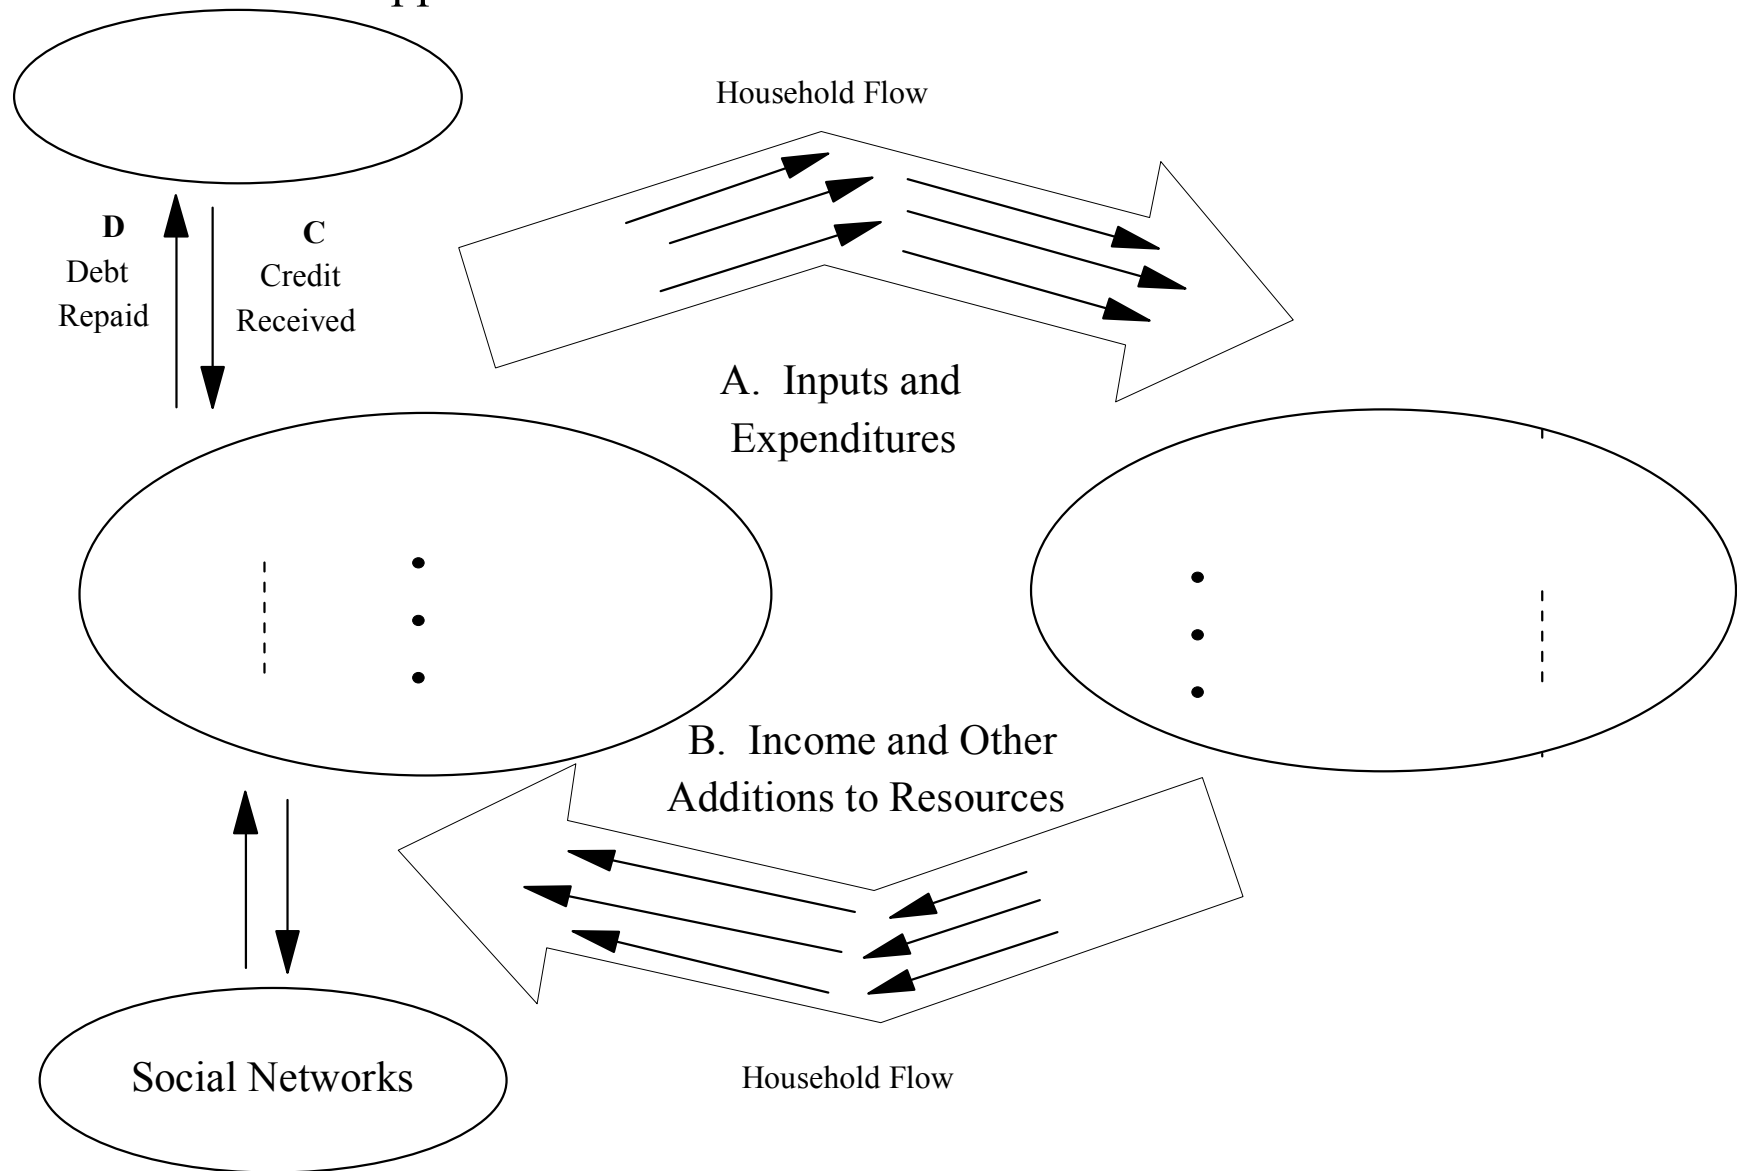 Household Flow
D
Debt
Repaid
C
Credit
Received
A. Inputs and
Expenditures
B. Income and Other
Additions to Resources
Social Networks
Household Flow